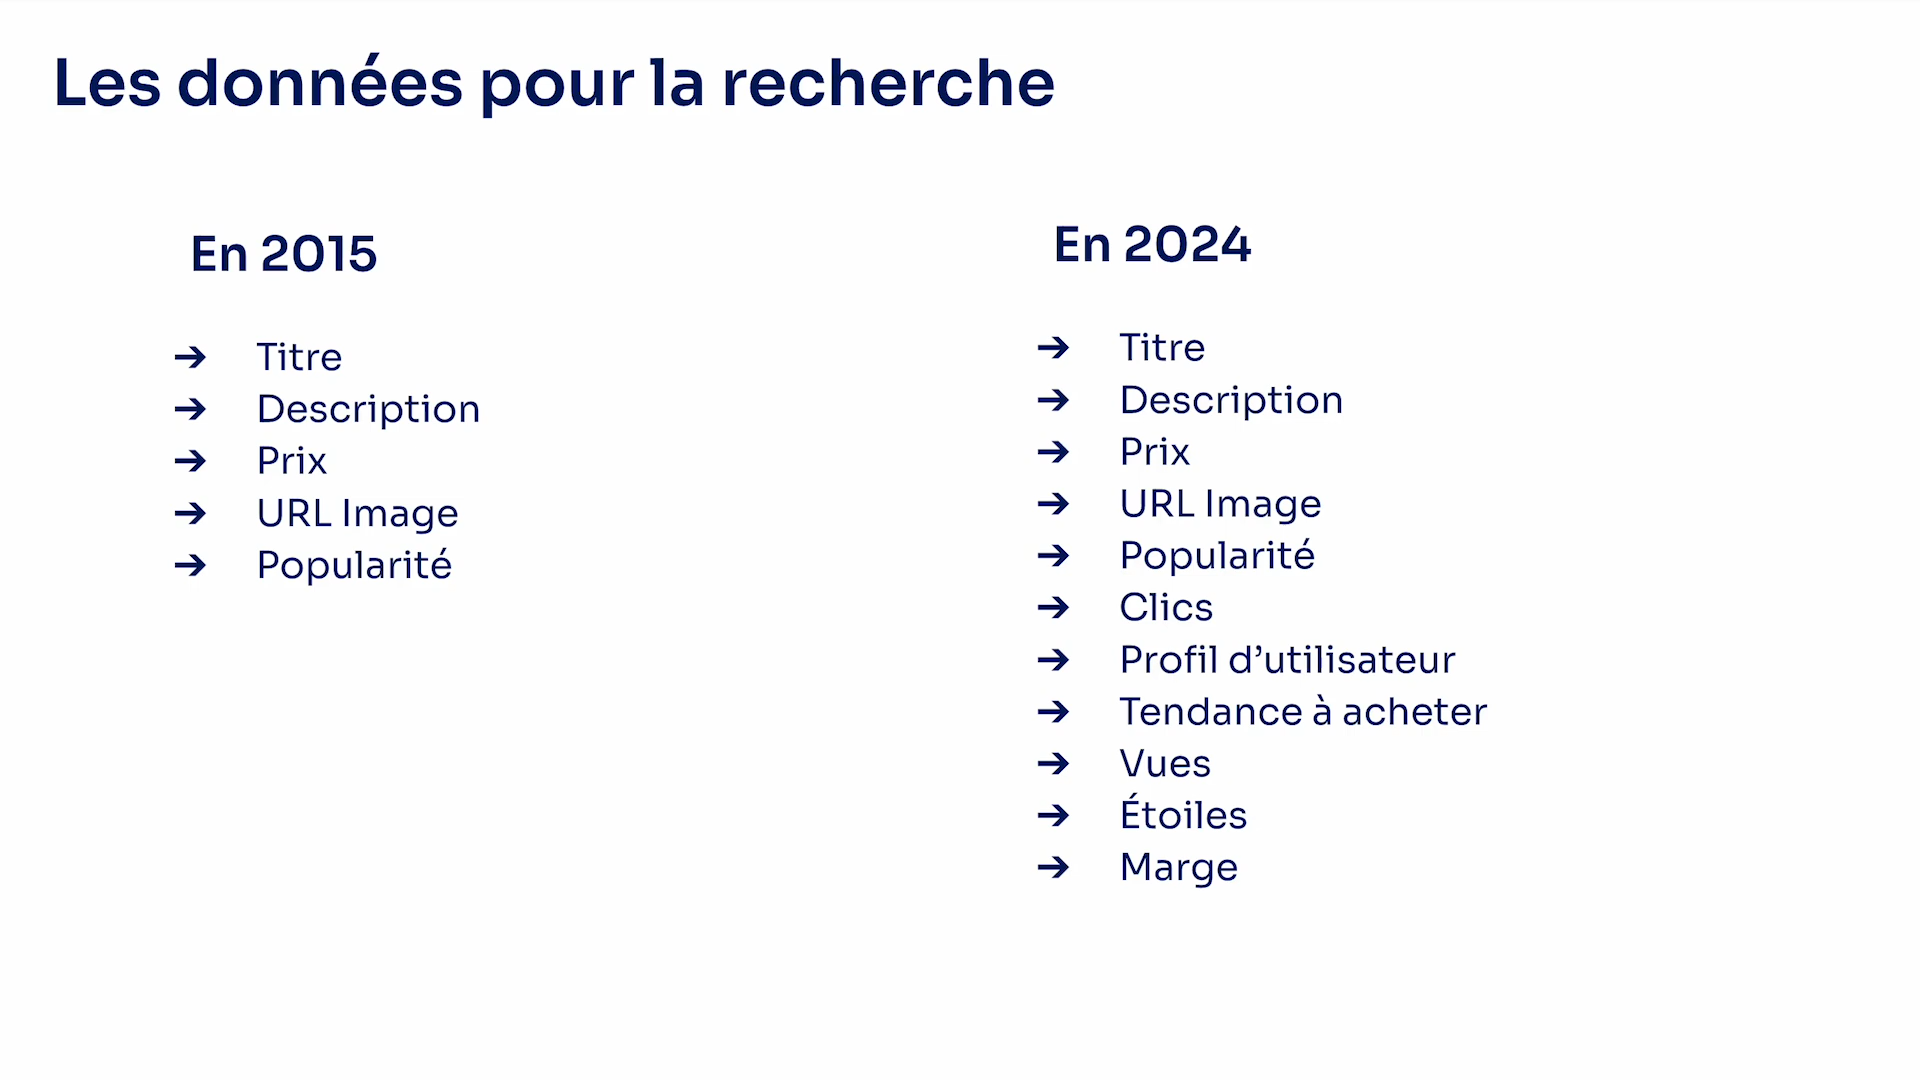 Les données pour la recherche
En 2015
➔ Titre
➔ Description
➔ Prix
➔ URL Image
➔ Popularité
En 2024
➔ Titre
➔ Description
➔ Prix
➔ URL Image
➔ Popularité
➔ Clics
➔ Profil d’utilisateur
➔ Tendance à acheter
➔ Vues
➔ Étoiles
➔ Marge